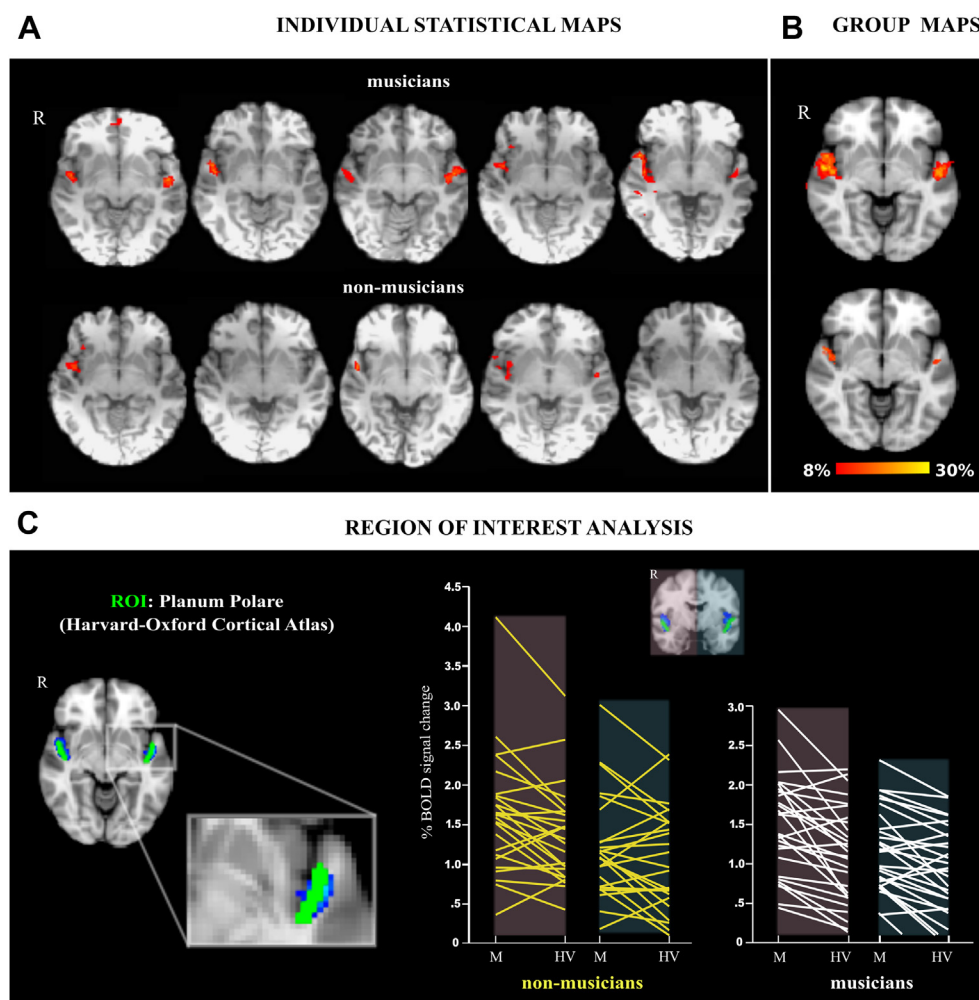 A
INDIVIDUAL STATISTICAL MAPS
B
GROUP MAPS
musicians
R
R
non-musicians
8%
30%
C
REGION OF INTEREST ANALYSIS
ROI: Planum Polare
(Harvard-Oxford Cortical Atlas)
R
R
% BOLD signal change
4.5
4.0
3.5
3.0
2.5
2.0
1.5
1.0
.5
0
M
HV
M
HV
non-musicians
3.0
2.5
2.0
1.5
1.0
.5
0
M
HV
M
HV
musicians